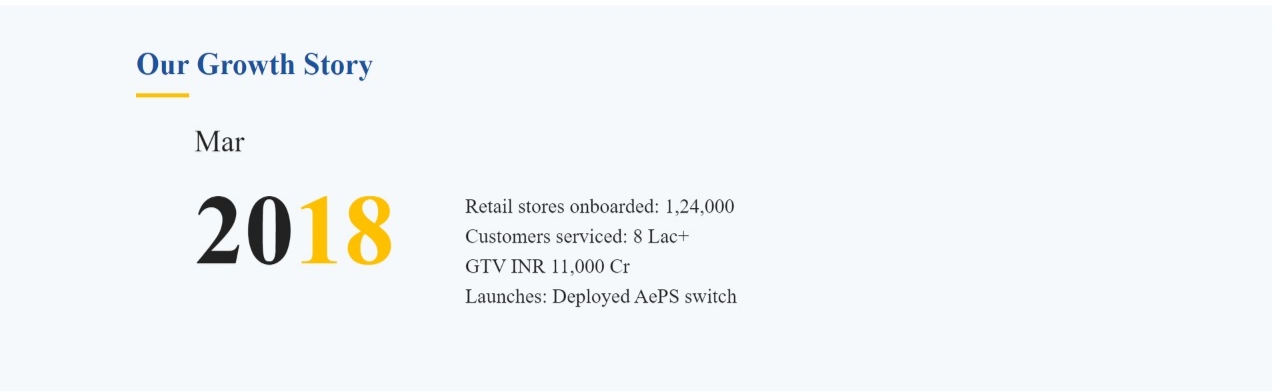 Our Growth Story
Mar
2018
Retail stores onboarded: 1,24,000
Customers serviced: 8 Lac+
GTV INR 11,000 Cr
Launches: Deployed AePS switch